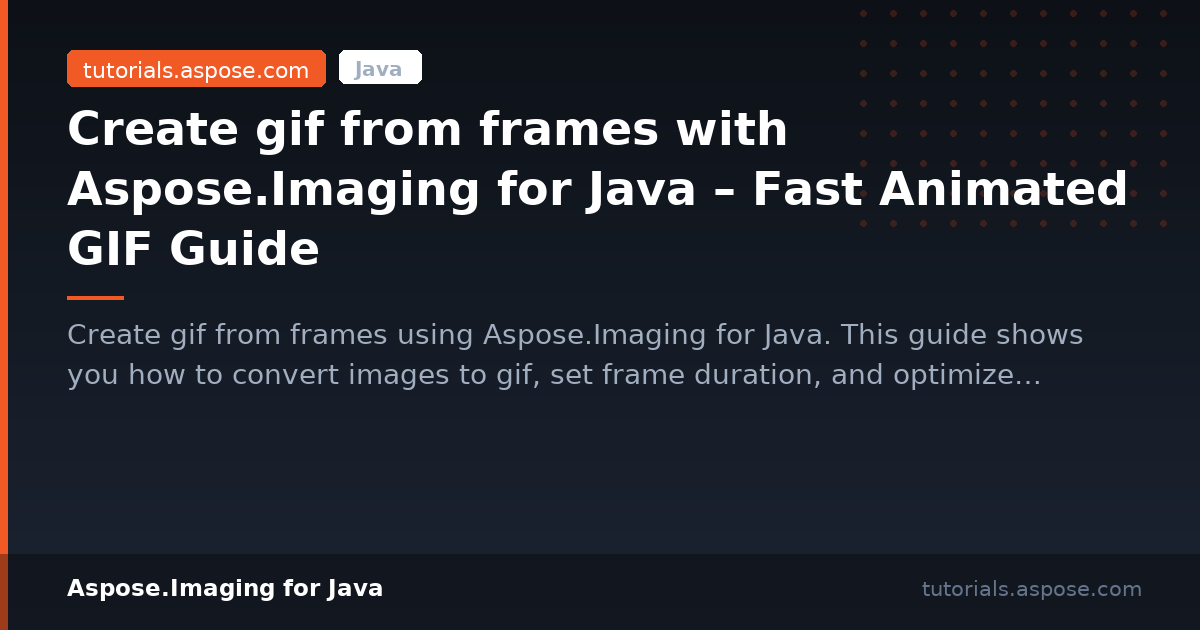 tutorials.aspose.com
Java
Create gif from frames with
Aspose.Imaging for Java – Fast Animated
GIF Guide
Create gif from frames using Aspose.Imaging for Java. This guide shows
you how to convert images to gif, set frame duration, and optimize...
Aspose.Imaging for Java
tutorials.aspose.com